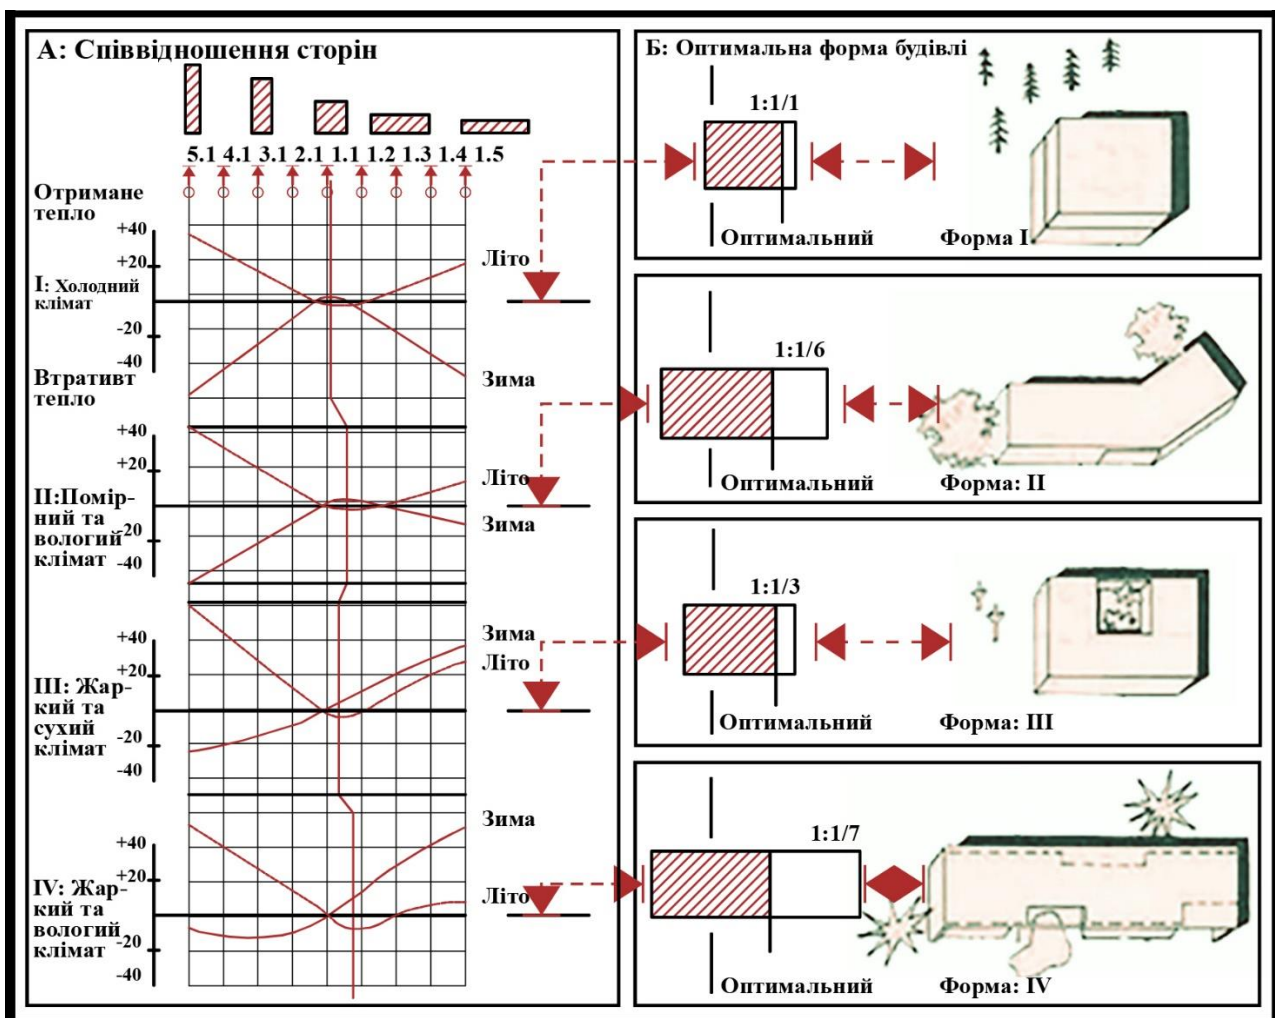 А: Співвідношення сторін
5.1 4.1 3.1 2.1 1.1 1.2 1.3 1.4 1.5
Отримане
тепло
+40
+20
I: Холодний
клімат
-20
-40
Втративт
тепло
Літо
Зима
+40
+20
II:Помір-
ний та
вологий
клімат
-20
-40
Літо
Зима
+40
+20
III: Жар-
кий та
сухий
клімат
-20
-40
Зима
Літо
+40
+20
IV: Жар-
кий та
вологий
клімат
-20
-40
Зима
Літо
Б: Оптимальна форма будівлі
1:1/1
Оптимальний
Форма I
1:1/6
Оптимальний
Форма: II
1:1/3
Оптимальний
Форма: III
1:1/7
Оптимальний
Форма: IV